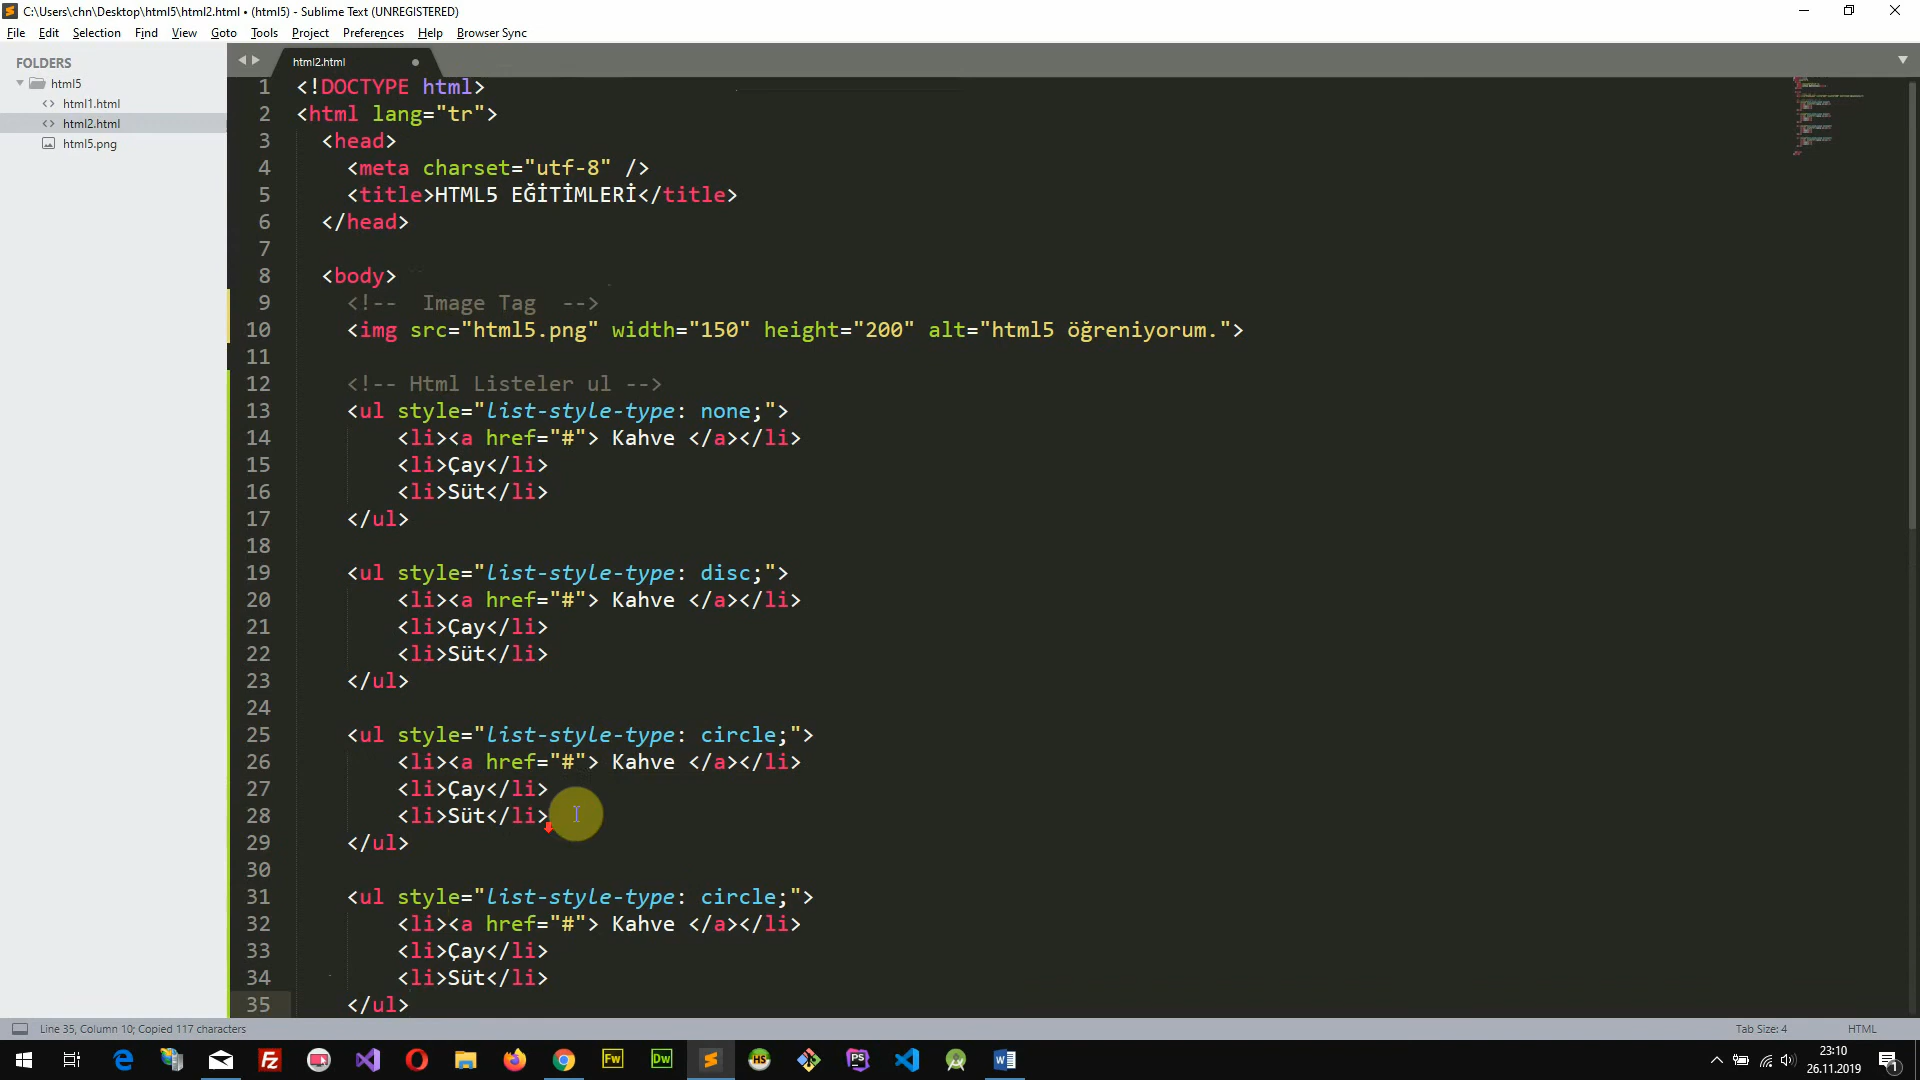 C:\Users\chn\Desktop\html5\html2.html • (html5) - Sublime Text (UNREGISTERED)
File Edit Selection Find View Goto Tools Project Preferences Help Browser Sync
FOLDERS
html5
html1.html
html2.html
html5.png
html2.html
1 <!DOCTYPE html>
2 <html lang="tr">
3 <head>
4 <meta charset="utf-8" />
5 <title>HTML5 EĞİTİMLERİ</title>
6 </head>
7
8 <body>
9 <!-- Image Tag -->
10 <img src="html5.png" width="150" height="200" alt="html5 öğreniyorum.">
11
12 <!-- Html Listeler ul -->
13 <ul style="list-style-type: none;">
14 <li><a href="#"> Kahve </a></li>
15 <li>Çay</li>
16 <li>Süt</li>
17 </ul>
18
19 <ul style="list-style-type: disc;">
20 <li><a href="#"> Kahve </a></li>
21 <li>Çay</li>
22 <li>Süt</li>
23 </ul>
24
25 <ul style="list-style-type: circle;">
26 <li><a href="#"> Kahve </a></li>
27 <li>Çay</li>
28 <li>Süt</li>
29 </ul>
30
31 <ul style="list-style-type: circle;">
32 <li><a href="#"> Kahve </a></li>
33 <li>Çay</li>
34 <li>Süt</li>
35 </ul>
Line 35, Column 10; Copied 117 characters
Tab Size: 4
HTML
Fz
Fw
Dw
HS
PS
23:10
26.11.2019
1